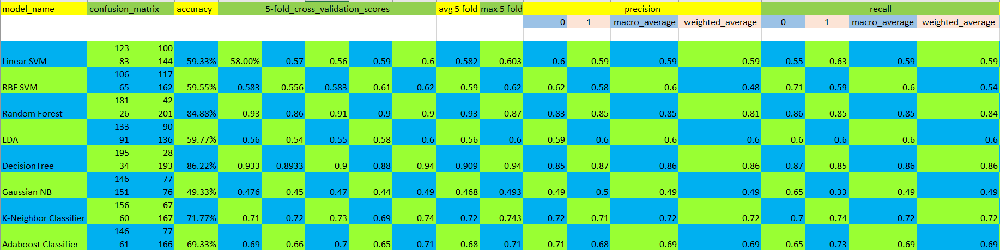 model_name confusion_matrix accuracy 5-fold_cross_validation_scores avg 5 fold max 5 fold precision recall
0 1 macro_average weighted_average 0 1 macro_average weighted_average
123 100
Linear SVM 83 144 59.33% 58.00% 0.57 0.56 0.59 0.6 0.582 0.603 0.6 0.59 0.59 0.59 0.55 0.63 0.59 0.59
106 117
RBF SVM 65 162 59.55% 0.583 0.556 0.583 0.61 0.62 0.59 0.62 0.62 0.58 0.6 0.48 0.71 0.59 0.6 0.54
181 42
Random Forest 26 201 84.88% 0.93 0.86 0.91 0.9 0.9 0.93 0.87 0.83 0.85 0.85 0.81 0.86 0.85 0.85 0.84
133 90
LDA 91 136 59.77% 0.56 0.54 0.55 0.58 0.6 0.56 0.6 0.59 0.6 0.6 0.6 0.6 0.6 0.6 0.6
195 28
DecisionTree 34 193 86.22% 0.933 0.8933 0.9 0.88 0.94 0.909 0.94 0.85 0.87 0.86 0.86 0.87 0.85 0.86 0.86
146 77
Gaussian NB 151 76 49.33% 0.476 0.45 0.47 0.44 0.49 0.468 0.493 0.49 0.5 0.49 0.49 0.65 0.33 0.49 0.49
156 67
K-Neighbor Classifier 60 167 71.77% 0.71 0.72 0.73 0.69 0.74 0.72 0.743 0.72 0.71 0.72 0.72 0.7 0.74 0.72 0.72
146 77
Adaboost Classifier 61 166 69.33% 0.69 0.66 0.7 0.65 0.71 0.68 0.71 0.71 0.68 0.69 0.69 0.65 0.73 0.69 0.69